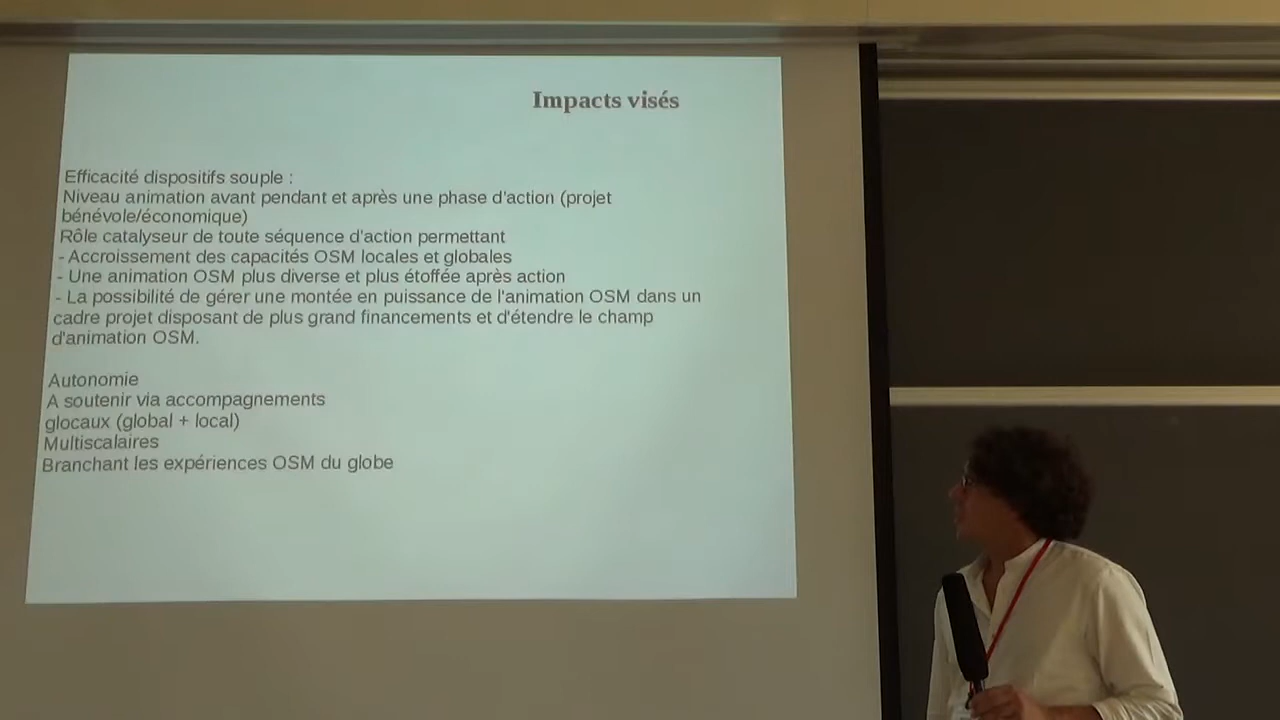 Impacts visés
Efficacité dispositifs souple :
Niveau animation avant pendant et après une phase d'action (projet
bénévole/économique)
Rôle catalyseur de toute séquence d'action permettant
- Accroissement des capacités OSM locales et globales
- Une animation OSM plus diverse et plus étoffée après action
- La possibilité de gérer une montée en puissance de l'animation OSM dans un
cadre projet disposant de plus grand financements et d'étendre le champ
d'animation OSM.
Autonomie
A soutenir via accompagnements
glocaux (global + local)
Multiscalaires
Branchant les expériences OSM du globe